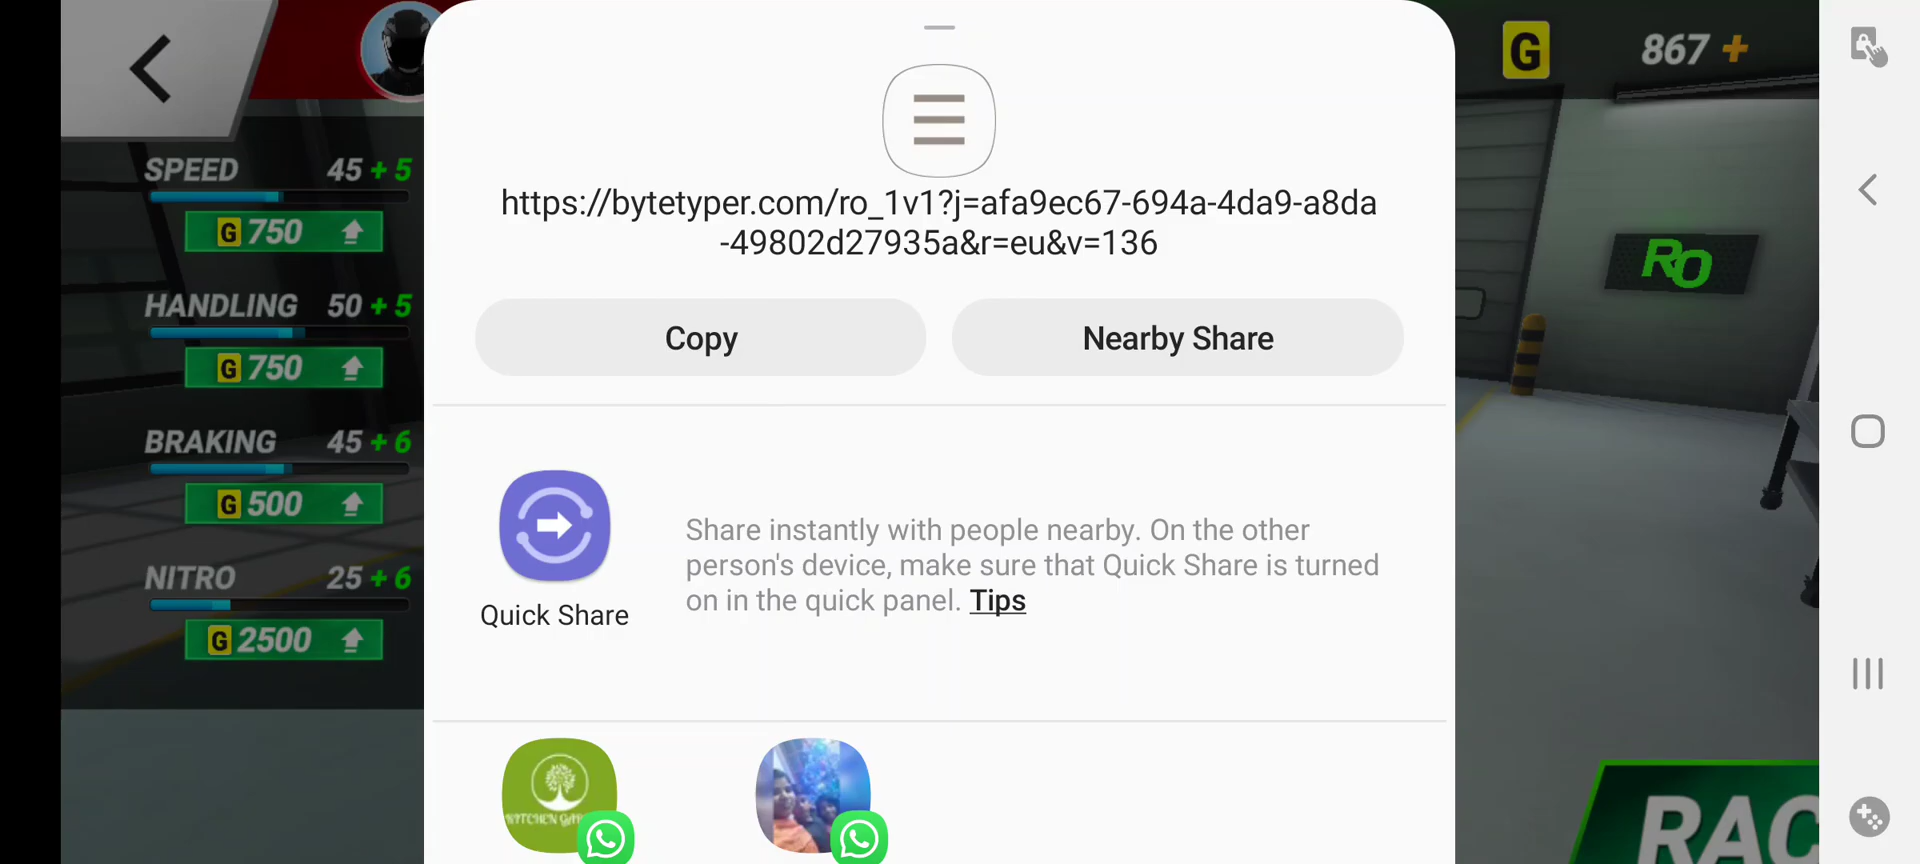 G 867 +
https://bytetyper.com/ro_1v1?j=afa9ec67-694a-4da9-a8da
-49802d27935a&r=eu&v=136
SPEED 45 + 5
G 750
HANDLING 50 + 5
G 750
BRAKING 45 + 6
G 500
NITRO 25 + 6
G 2500
Copy
Nearby Share
Quick Share
Share instantly with people nearby. On the other
person's device, make sure that Quick Share is turned
on in the quick panel. Tips
RO
RAC